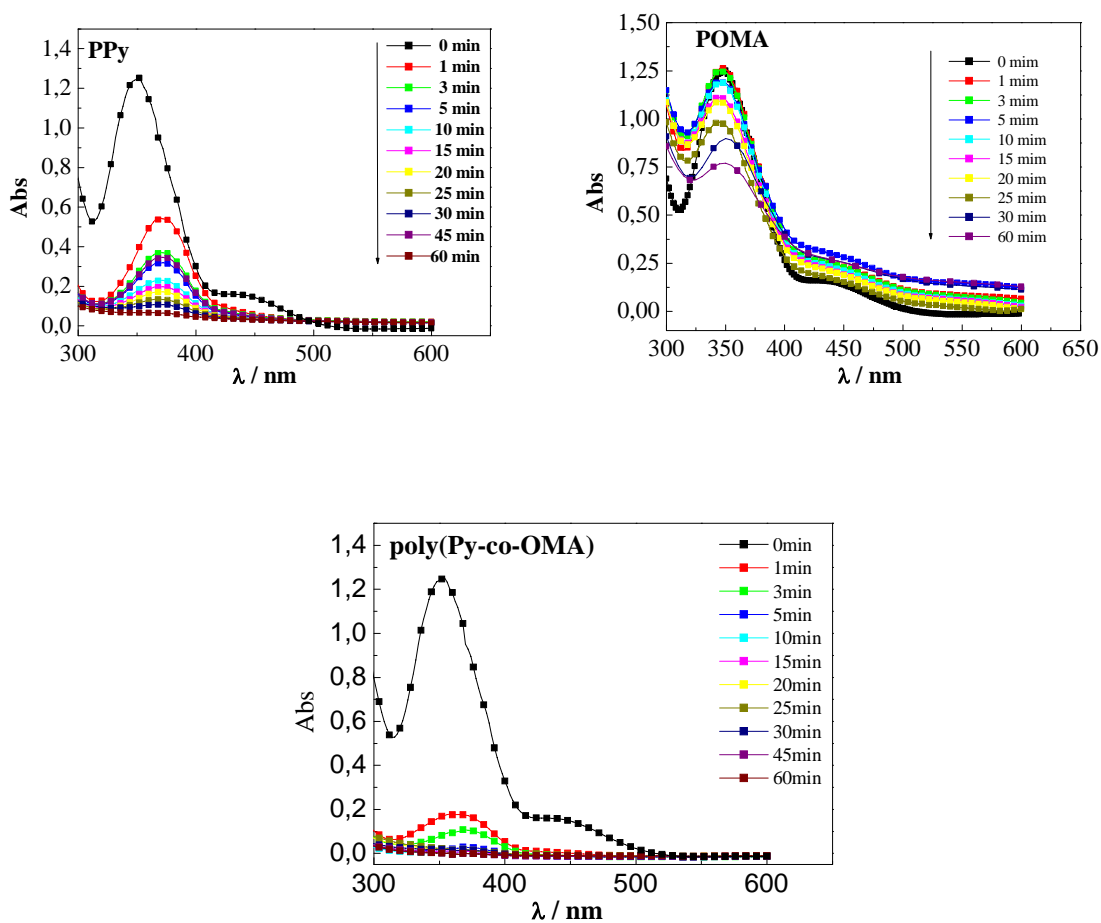 PPy
1,4
1,2
1,0
0,8
0,6
0,4
0,2
0,0
Abs
300
400
500
600
λ / nm
0 min
1 min
3 min
5 min
10 min
15 min
20 min
25 min
30 min
45 min
60 min
POMA
1,50
1,25
1,00
0,75
0,50
0,25
0,00
Abs
300
350
400
450
500
550
600
650
λ / nm
0 min
1 min
3 min
5 min
10 mim
15 mim
20 mim
25 mim
30 mim
60 mim
poly(Py-co-OMA)
1,4
1,2
1,0
0,8
0,6
0,4
0,2
0,0
Abs
300
400
500
600
λ / nm
0min
1min
3min
5min
10min
15min
20min
25min
30min
45min
60min